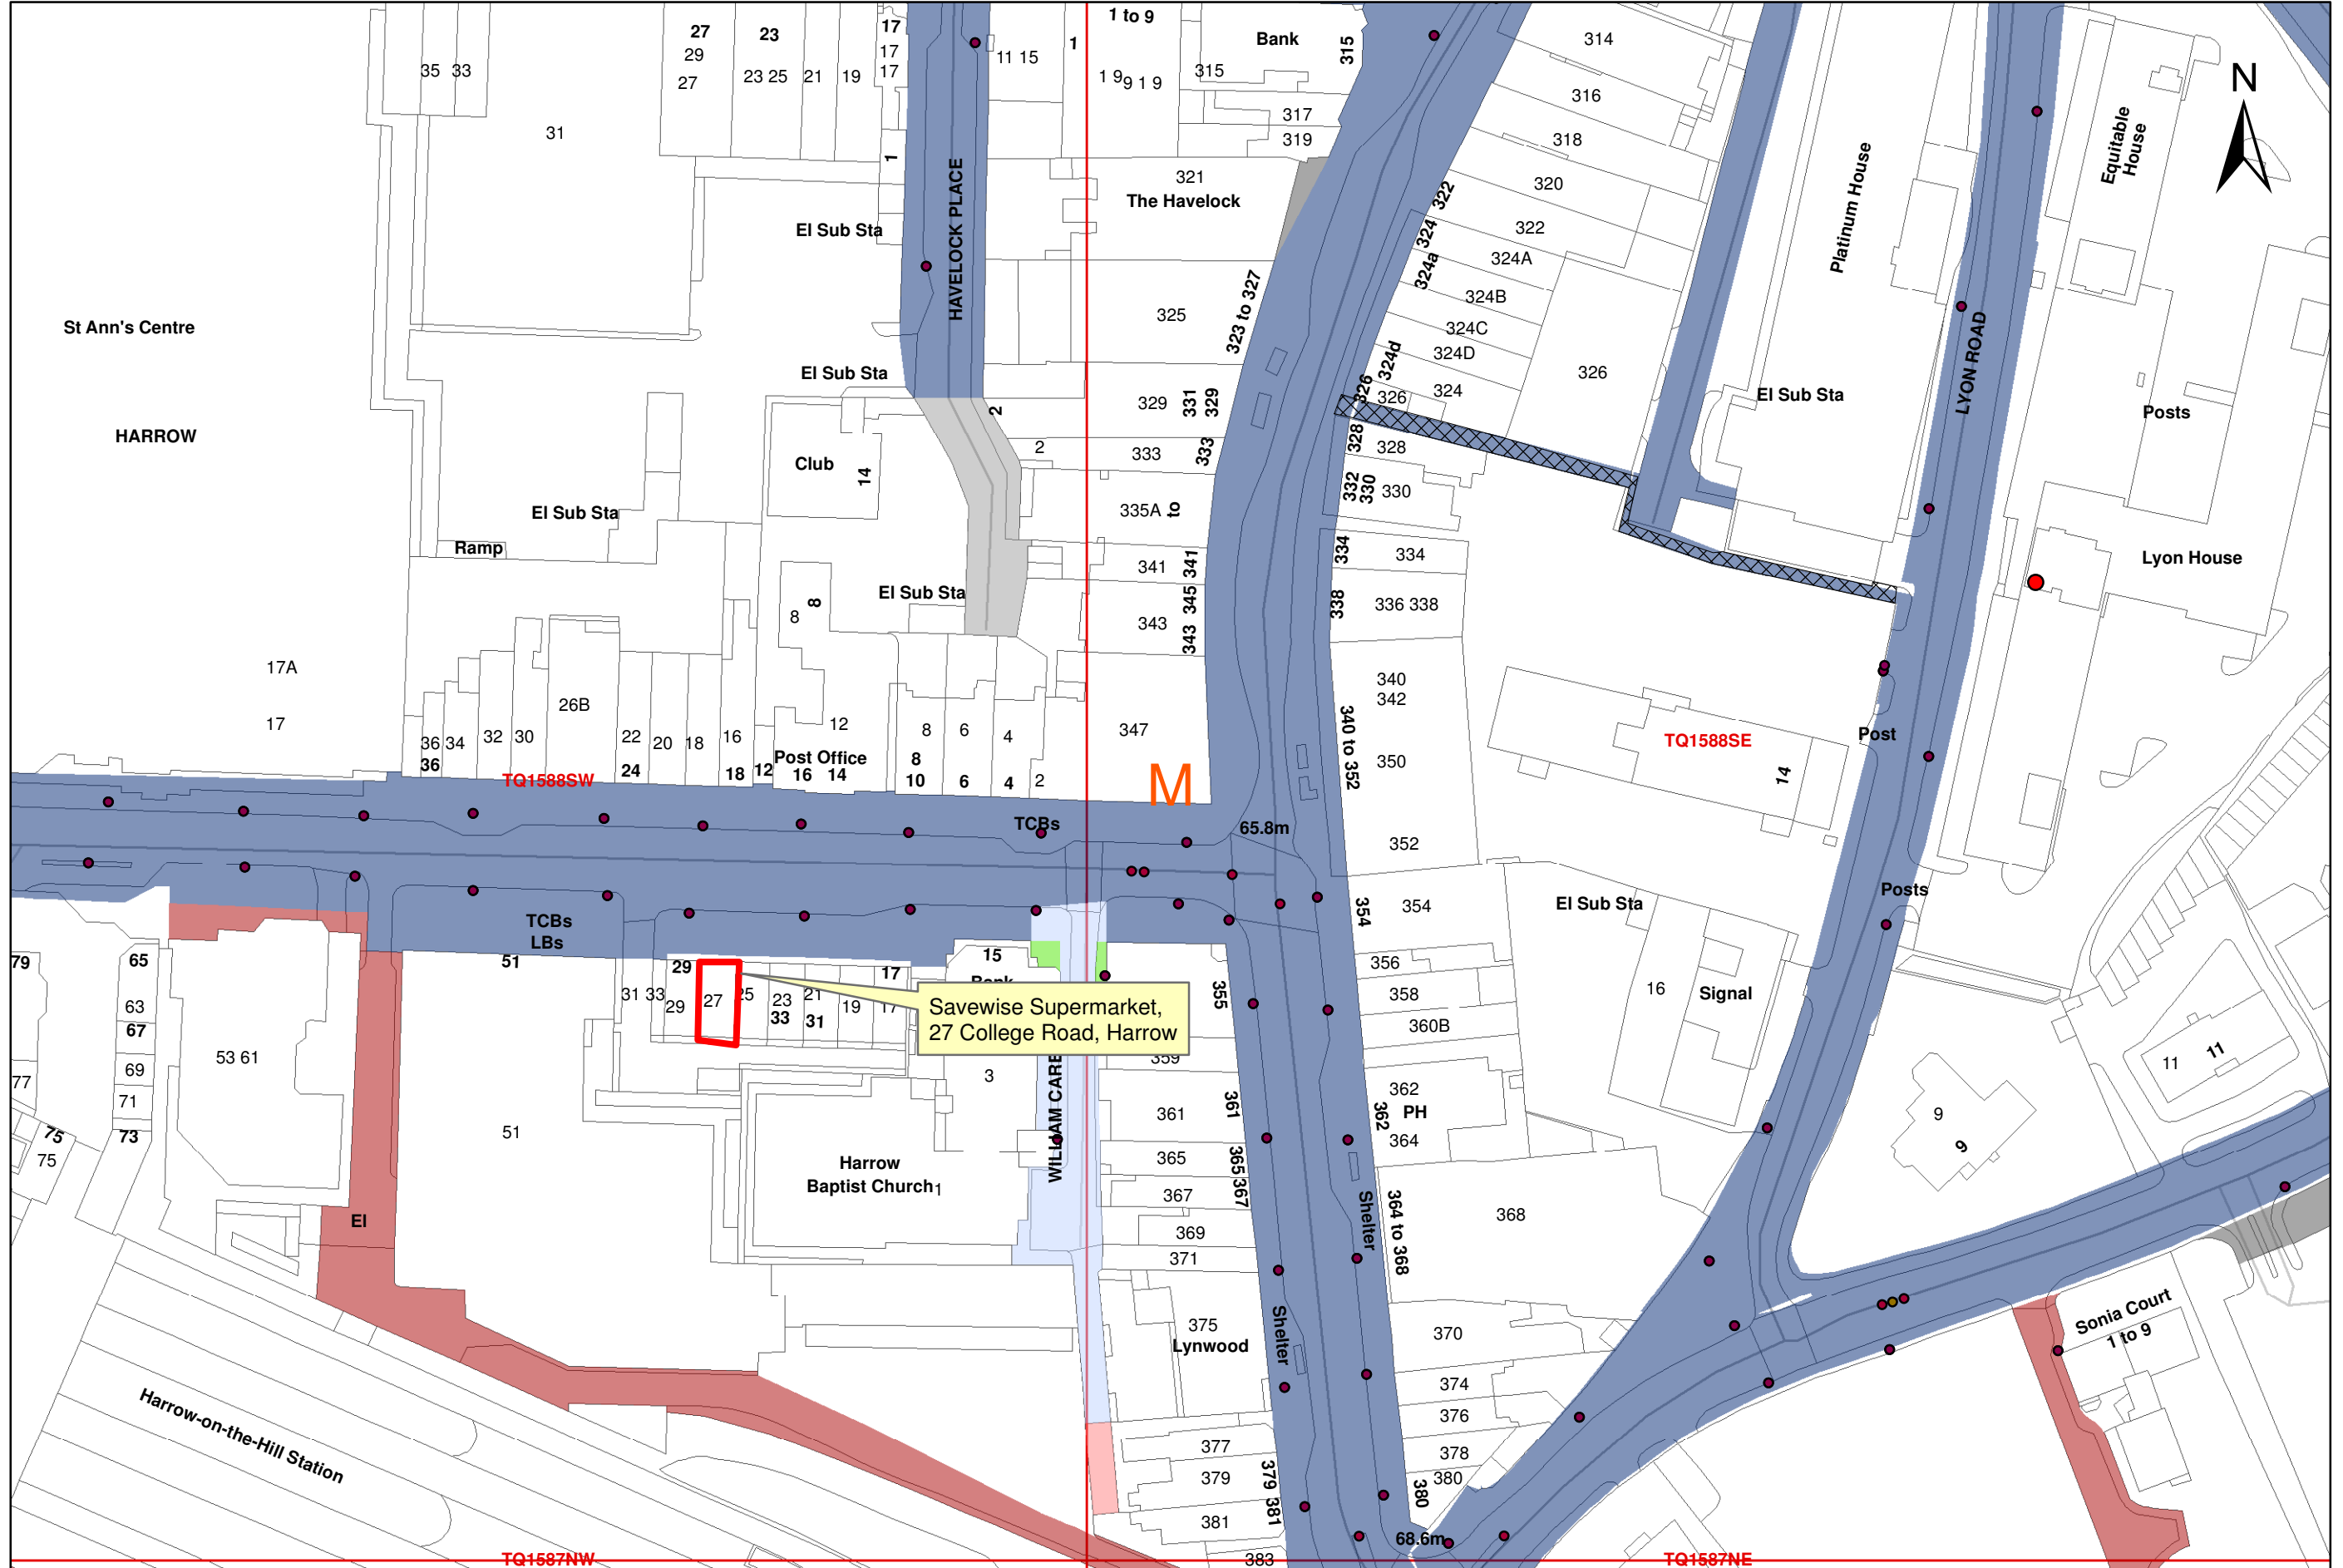 35 33
31
27
29
27
23
23 25
21
19
17
17
17
1
El Sub Sta
HAVELOCK PLACE
11 15
1
1 to 9
1 9 9 1 9
Bank
315
315
317
319
321
The Havelock
325
323 to 327
329
331
329
333
333
2
2
335A
to
341
341
343
343 345
347
314
316
318
320
322
322
324A
324
324a
324B
324C
324D
324d
324
326
326
326
328
328
330
332
330
334
334
338
336 338
340
342
350
340 to 352
352
354
354
356
358
360B
362
PH
364
362
364 to 368
368
370
374
376
378
380
380
Platinum House
El Sub Sta
LYON ROAD
Equitable
House
N
Posts
Lyon House
TQ1588SE
14
Post
Posts
El Sub Sta
16
Signal
9
9
11
11
Sonia Court
1 to 9
St Ann's Centre
HARROW
17A
17
El Sub Sta
Club
14
El Sub Sta
Ramp
El Sub Sta
8
8
36
36
34
32
30
26B
22
24
20
18
16
18
12
12
Post Office
16
14
8
8
10
6
6
4
4
2
M
TQ1588SW
TCBs
65.8m
TCBs
LBs
51
51
79
77
75
75
65
63
67
69
71
73
53 61
El
31 33
29
29
27
25
23
33
21
31
19
17
17
15
Savewise Supermarket,
27 College Road, Harrow
3
Harrow
Baptist Church
1
355
359
361
361
365
365
367
367
369
371
375
Lynwood
Shelter
Shelter
377
379
379
381
381
383
68.6m
Harrow-on-the-Hill Station
TQ1587NW
TQ1587NE